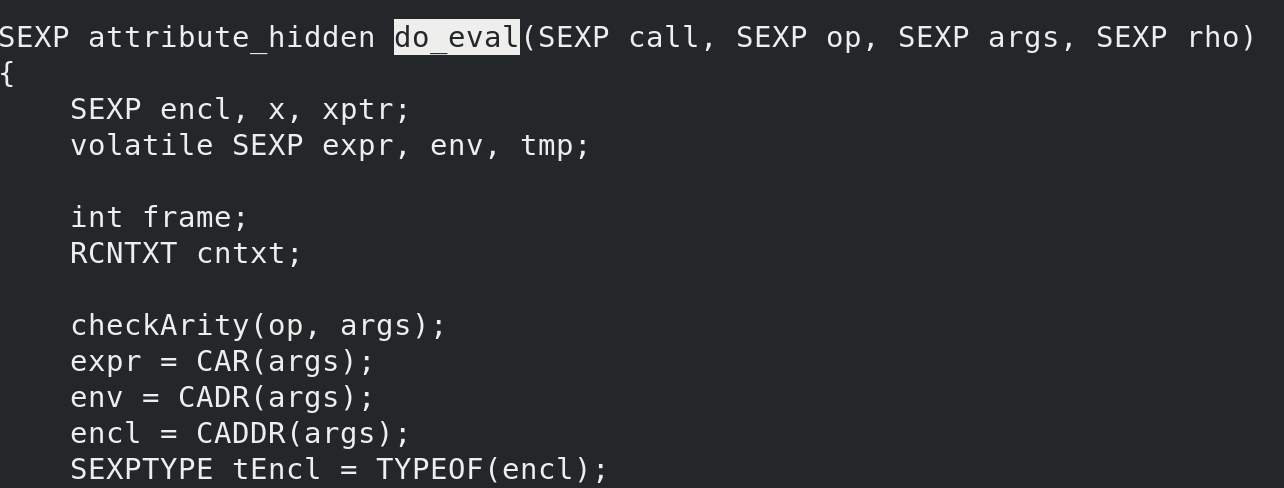 SEXP attribute_hidden do_eval(SEXP call, SEXP op, SEXP args, SEXP rho)
{
    SEXP encl, x, xptr;
    volatile SEXP expr, env, tmp;

    int frame;
    RCNTXT cntxt;

    checkArity(op, args);
    expr = CAR(args);
    env = CADR(args);
    encl = CADDR(args);
    SEXPTYPE tEncl = TYPEOF(encl);